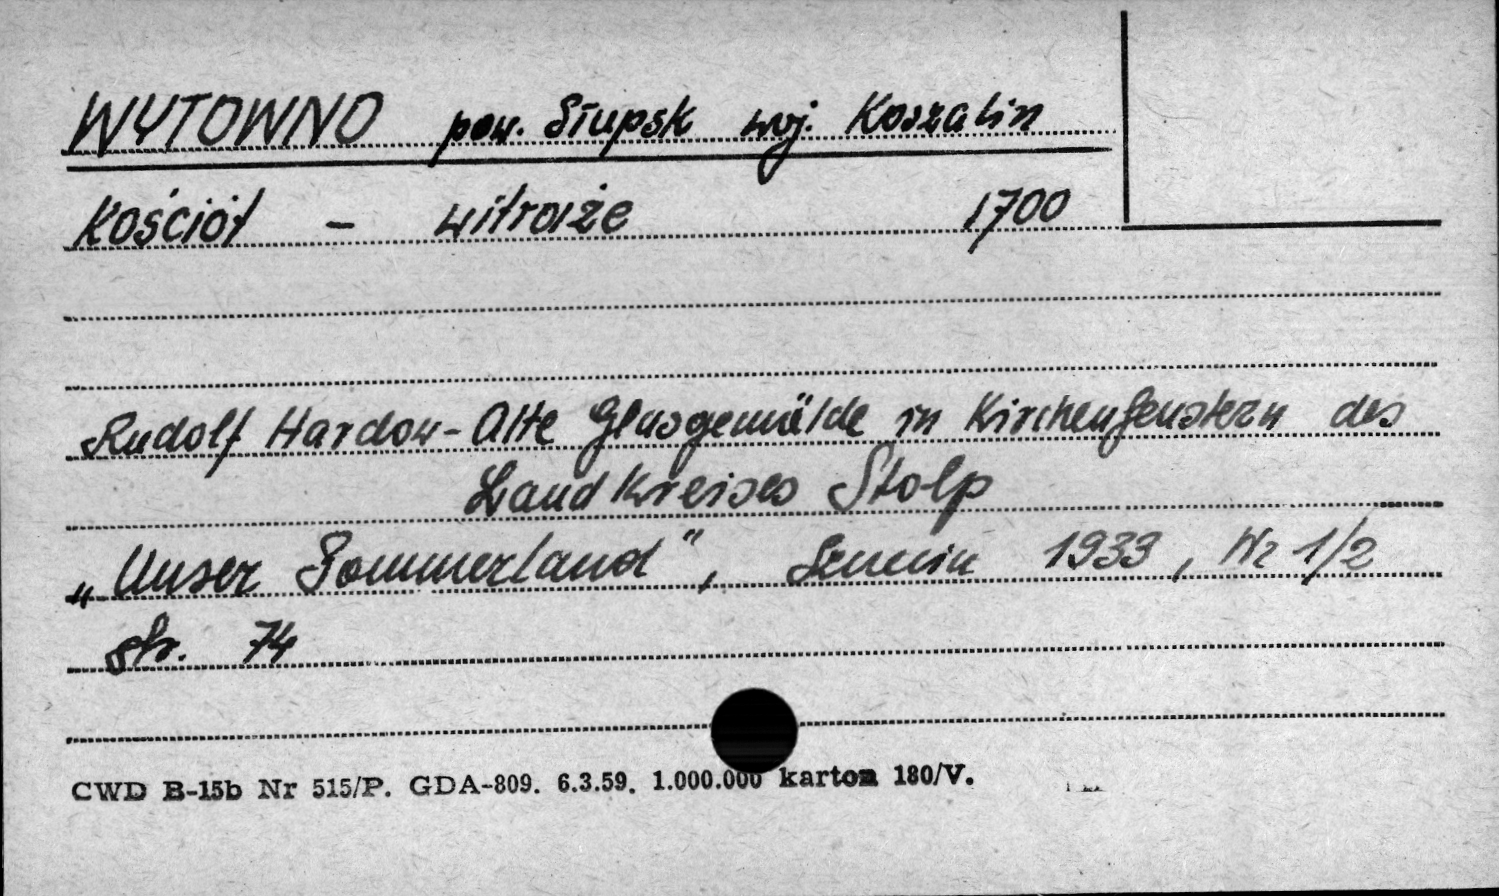 WYTOWNO pow. Słupsk woj. Koszalin
Kościół – witraże 1700
Rudolf Hardow - Alte Glasgemälde in Kirchenfenstern des
Landkreises Stolp
„Unser Pommerland", 1933, Nr 1/2
str. 74
CWD B-15b Nr 515/P. GDA-809. 6.3.59. 1.000.000 karton 180/V.